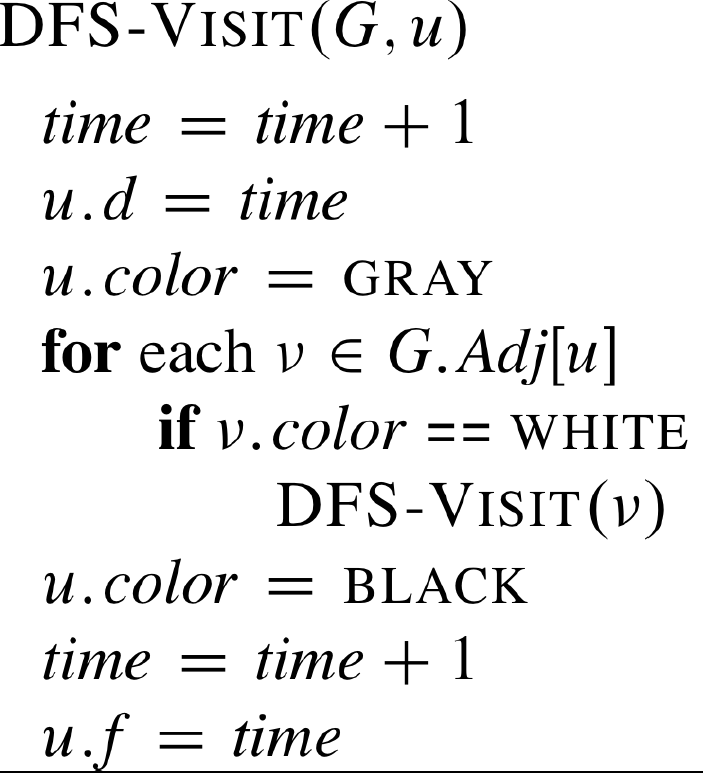 DFS-VISIT(G, u)
time = time + 1
u.d = time
u.color = GRAY
for each v ∈ G.Adj[u]
if v.color == WHITE
DFS-VISIT(v)
u.color = BLACK
time = time + 1
u.f = time